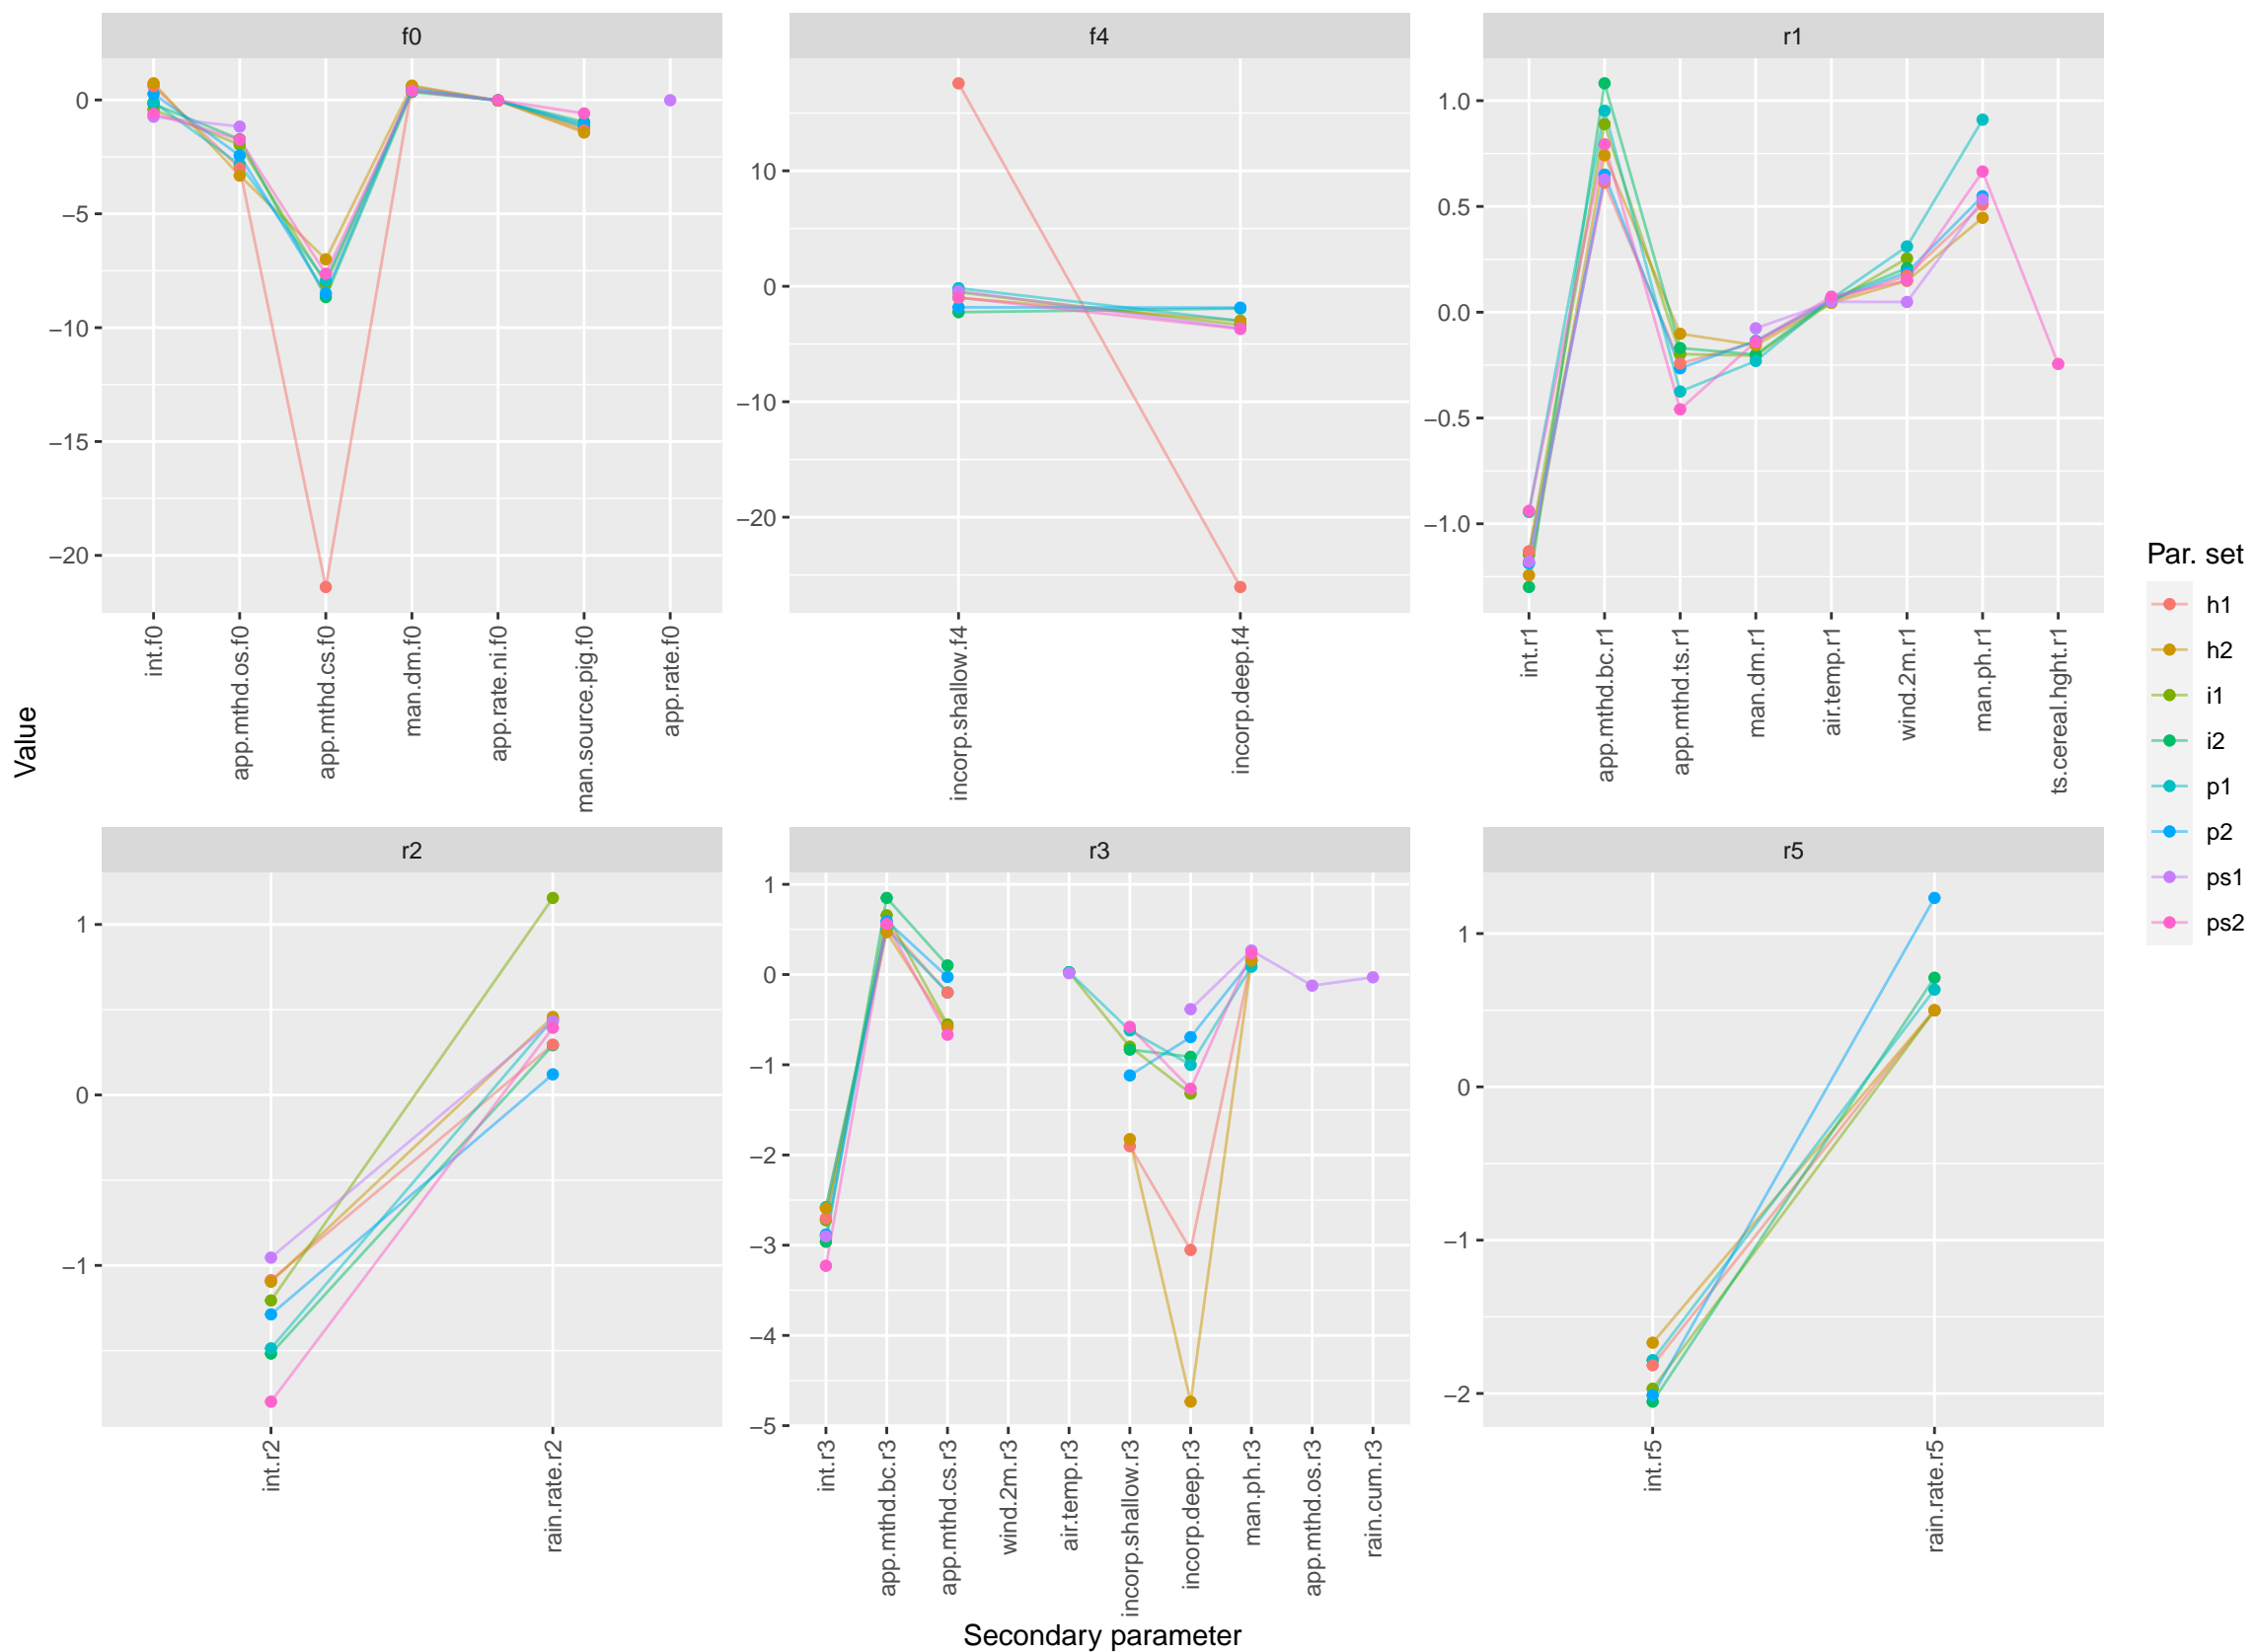 f0
f4
r1
0
−5
−10
−15
−20
10
0
−10
−20
1.0
0.5
0.0
−0.5
−1.0
int.f0
app.mthd.os.f0
app.mthd.cs.f0
man.dm.f0
app.rate.ni.f0
man.source.pig.f0
app.rate.f0
incorp.shallow.f4
incorp.deep.f4
int.r1
app.mthd.bc.r1
app.mthd.ts.r1
man.dm.r1
air.temp.r1
wind.2m.r1
man.ph.r1
ts.cereal.hght.r1
Value
Par. set
h1
h2
i1
i2
p1
p2
ps1
ps2
r2
r3
r5
1
0
−1
1
0
−1
−2
−3
−4
−5
1
0
−1
−2
int.r2
rain.rate.r2
int.r3
app.mthd.bc.r3
app.mthd.cs.r3
wind.2m.r3
air.temp.r3
incorp.shallow.r3
incorp.deep.r3
man.ph.r3
app.mthd.os.r3
rain.cum.r3
int.r5
rain.rate.r5
Secondary parameter